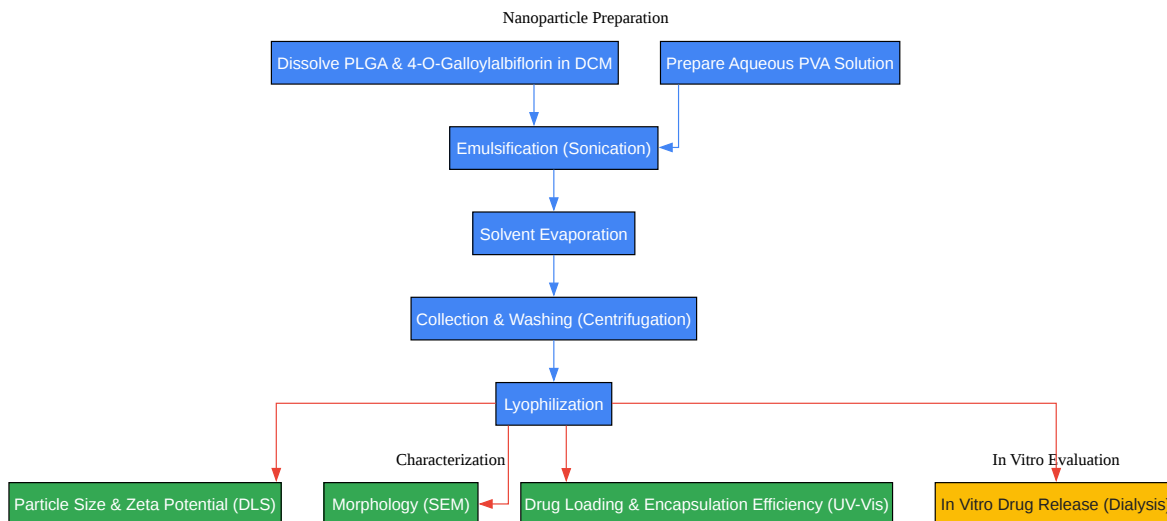 Nanoparticle Preparation
Dissolve PLGA & 4-O-Galloylalbiflorin in DCM
Prepare Aqueous PVA Solution
Emulsification (Sonication)
Solvent Evaporation
Collection & Washing (Centrifugation)
Lyophilization
Characterization
In Vitro Evaluation
Particle Size & Zeta Potential (DLS)
Morphology (SEM)
Drug Loading & Encapsulation Efficiency (UV-Vis)
In Vitro Drug Release (Dialysis)